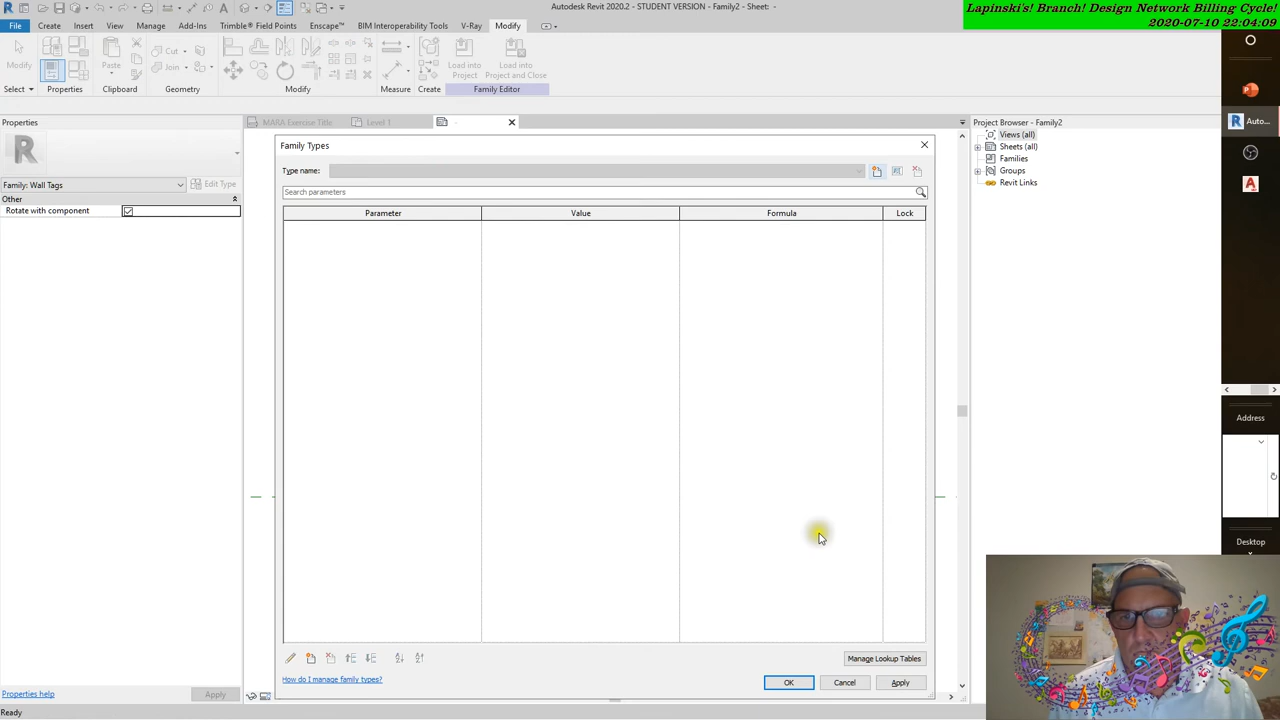 Autodesk Revit 2020.2 - STUDENT VERSION - Family2 - Sheet: -
Lapinski's! Branch! Design Network Billing Cycle!
2020-07-10 22:04:09
File Create Insert View Manage Add-Ins Trimble® Field Points Enscape™ BIM Interoperability Tools V-Ray Modify
Modify
Paste
Cut
Join
Load into Project
Load into Project and Close
Select Properties Clipboard Geometry Modify Measure Create Family Editor
Properties
MARA Exercise Title
Level 1
-
Project Browser - Family2
Views (all)
Sheets (all)
Families
Groups
Revit Links
Family: Wall Tags
Edit Type
Other
Rotate with component
Family Types
Type name:
Search parameters
Parameter Value Formula Lock
Manage Lookup Tables
How do I manage family types?
OK Cancel Apply
Properties help
Apply
Ready
Auto...
Address
Desktop